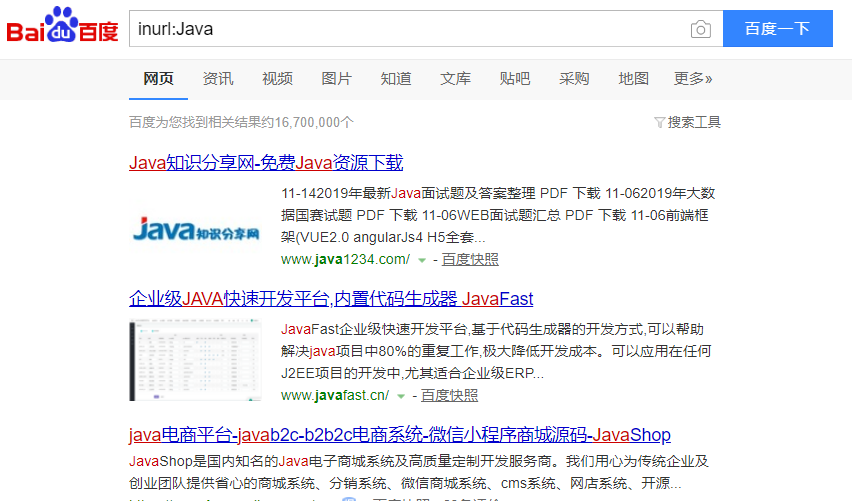 Bai du 百度
inurl:Java
百度一下
网页 资讯 视频 图片 知道 文库 贴吧 采购 地图 更多»
百度为您找到相关结果约16,700,000个
搜索工具
Java知识分享网-免费Java资源下载
11-142019年最新Java面试题及答案整理 PDF 下载 11-062019年大数
据国赛试题 PDF 下载 11-06WEB面试题汇总 PDF 下载 11-06前端框
架(VUE2.0 angularJs4 H5全套...
Java知识分享网
www.java1234.com/ - 百度快照
企业级JAVA快速开发平台,内置代码生成器 JavaFast
JavaFast企业级快速开发平台,基于代码生成器的开发方式,可以帮助
解决java项目中80%的重复工作,极大降低开发成本。可以应用在任何
J2EE项目的开发中,尤其适合企业级ERP...
www.javafast.cn/ - 百度快照
java电商平台-javab2c-b2b2c电商系统-微信小程序商城源码-JavaShop
JavaShop是国内知名的Java电子商城系统及高质量定制开发服务商。我们用心为传统企业及
创业团队提供省心的商城系统、分销系统、微信商城系统、cms系统、网店系统、开源...